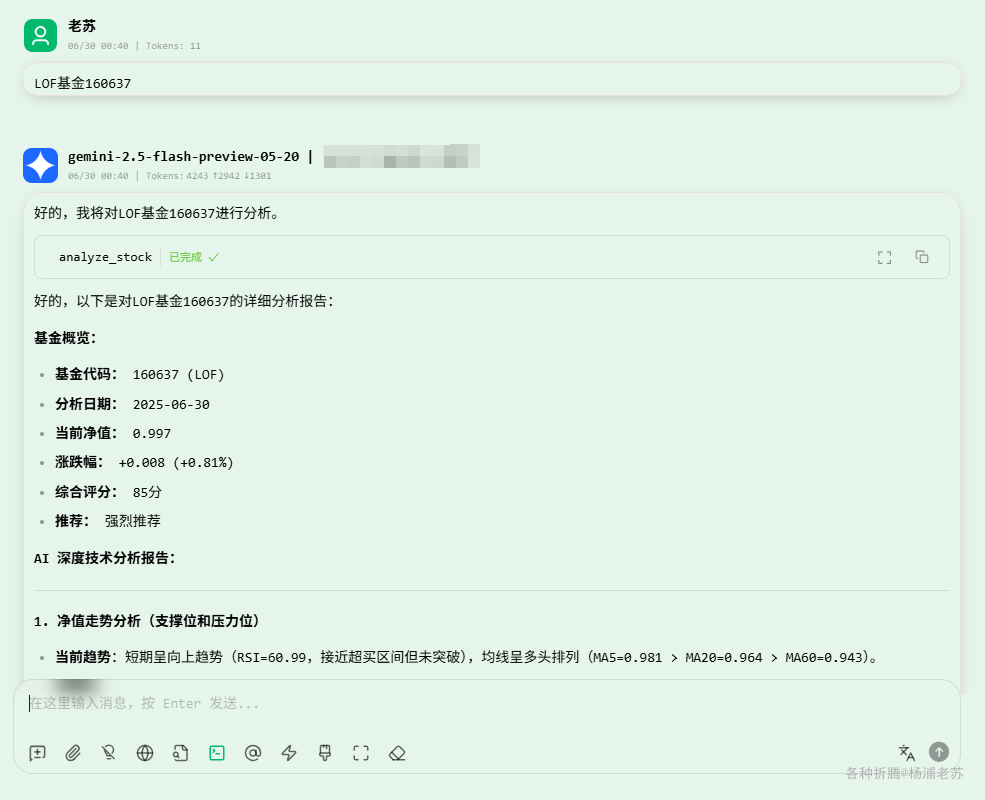 老苏
06/30 00:40 | Tokens: 11
LOF基金160637
gemini-2.5-flash-preview-05-20 |
06/30 00:40 | Tokens: 4243 ↑2942 ↓1301
好的，我将对LOF基金160637进行分析。
analyze_stock 已完成 ✓
好的，以下是对LOF基金160637的详细分析报告：
基金概览：
• 基金代码： 160637 (LOF)
• 分析日期： 2025-06-30
• 当前净值： 0.997
• 涨跌幅： +0.008 (+0.81%)
• 综合评分： 85分
• 推荐： 强烈推荐
AI 深度技术分析报告：
1. 净值走势分析（支撑位和压力位）
• 当前趋势：短期呈向上趋势（RSI=60.99，接近超买区间但未突破），均线呈多头排列（MA5=0.981 > MA20=0.964 > MA60=0.943）。
在这里输入消息，按 Enter 发送...
各种折腾@杨浦老苏